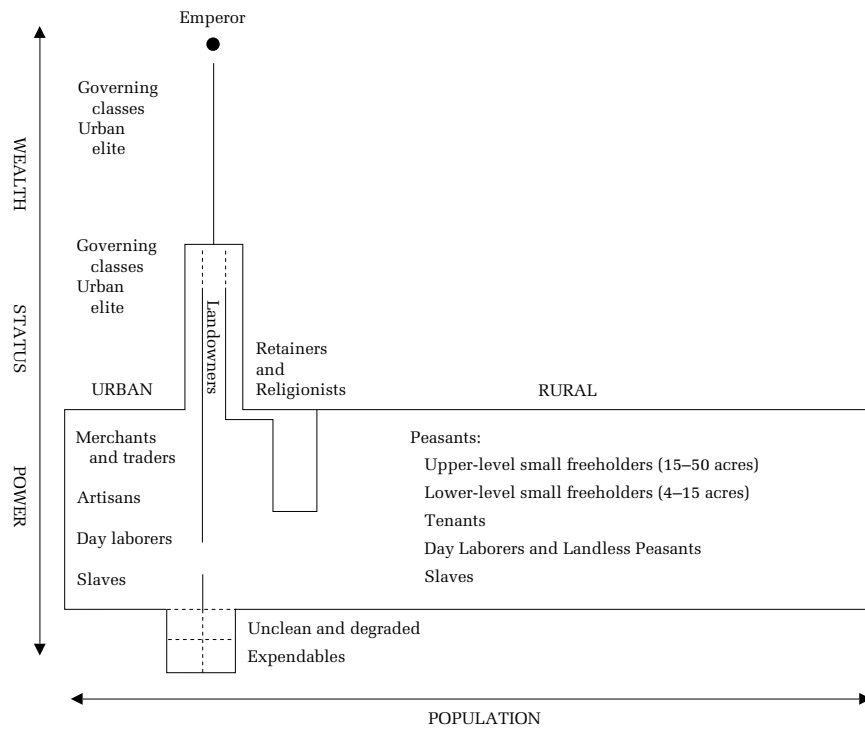 Emperor
Governing
classes
Urban
elite
WEALTH
Governing
classes
Urban
elite
STATUS
Landowners
Retainers
and
Religionists
URBAN
RURAL
Merchants
and traders
Artisans
Day laborers
Slaves
POWER
Peasants:
Upper-level small freeholders (15–50 acres)
Lower-level small freeholders (4–15 acres)
Tenants
Day Laborers and Landless Peasants
Slaves
Unclean and degraded
Expendables
POPULATION